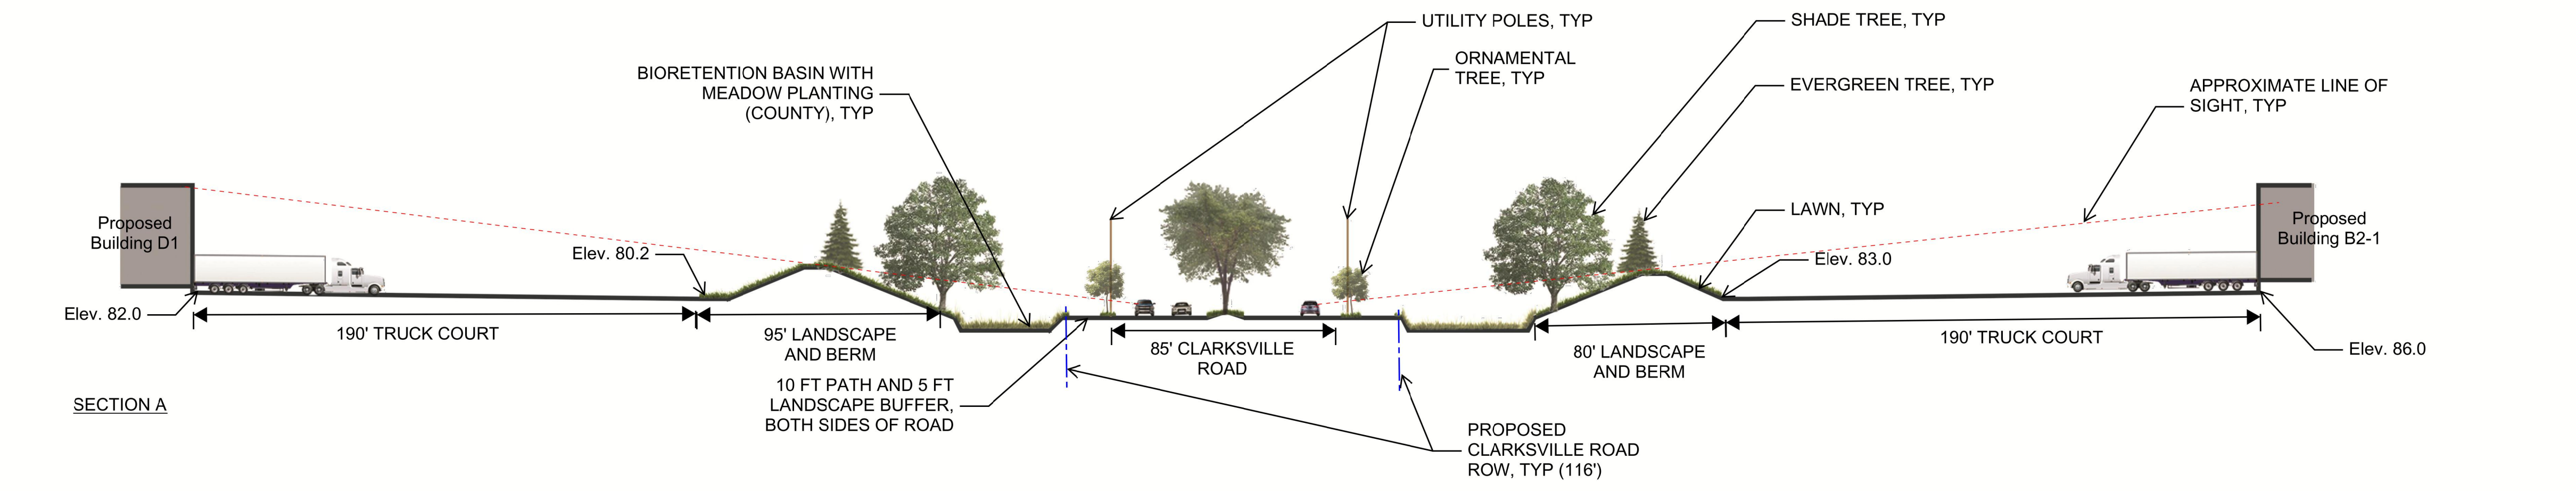 UTILITY POLES, TYP
SHADE TREE, TYP
ORNAMENTAL
TREE, TYP
BIORETENTION BASIN WITH
MEADOW PLANTING
(COUNTY), TYP
EVERGREEN TREE, TYP
APPROXIMATE LINE OF
SIGHT, TYP
Proposed
Building D1
Elev. 80.2
LAWN, TYP
Proposed
Building B2-1
Elev. 83.0
Elev. 82.0
190' TRUCK COURT
95' LANDSCAPE
AND BERM
85' CLARKSVILLE
ROAD
80' LANDSCAPE
AND BERM
190' TRUCK COURT
Elev. 86.0
10 FT PATH AND 5 FT
LANDSCAPE BUFFER,
BOTH SIDES OF ROAD
SECTION A
PROPOSED
CLARKSVILLE ROAD
ROW, TYP (116')